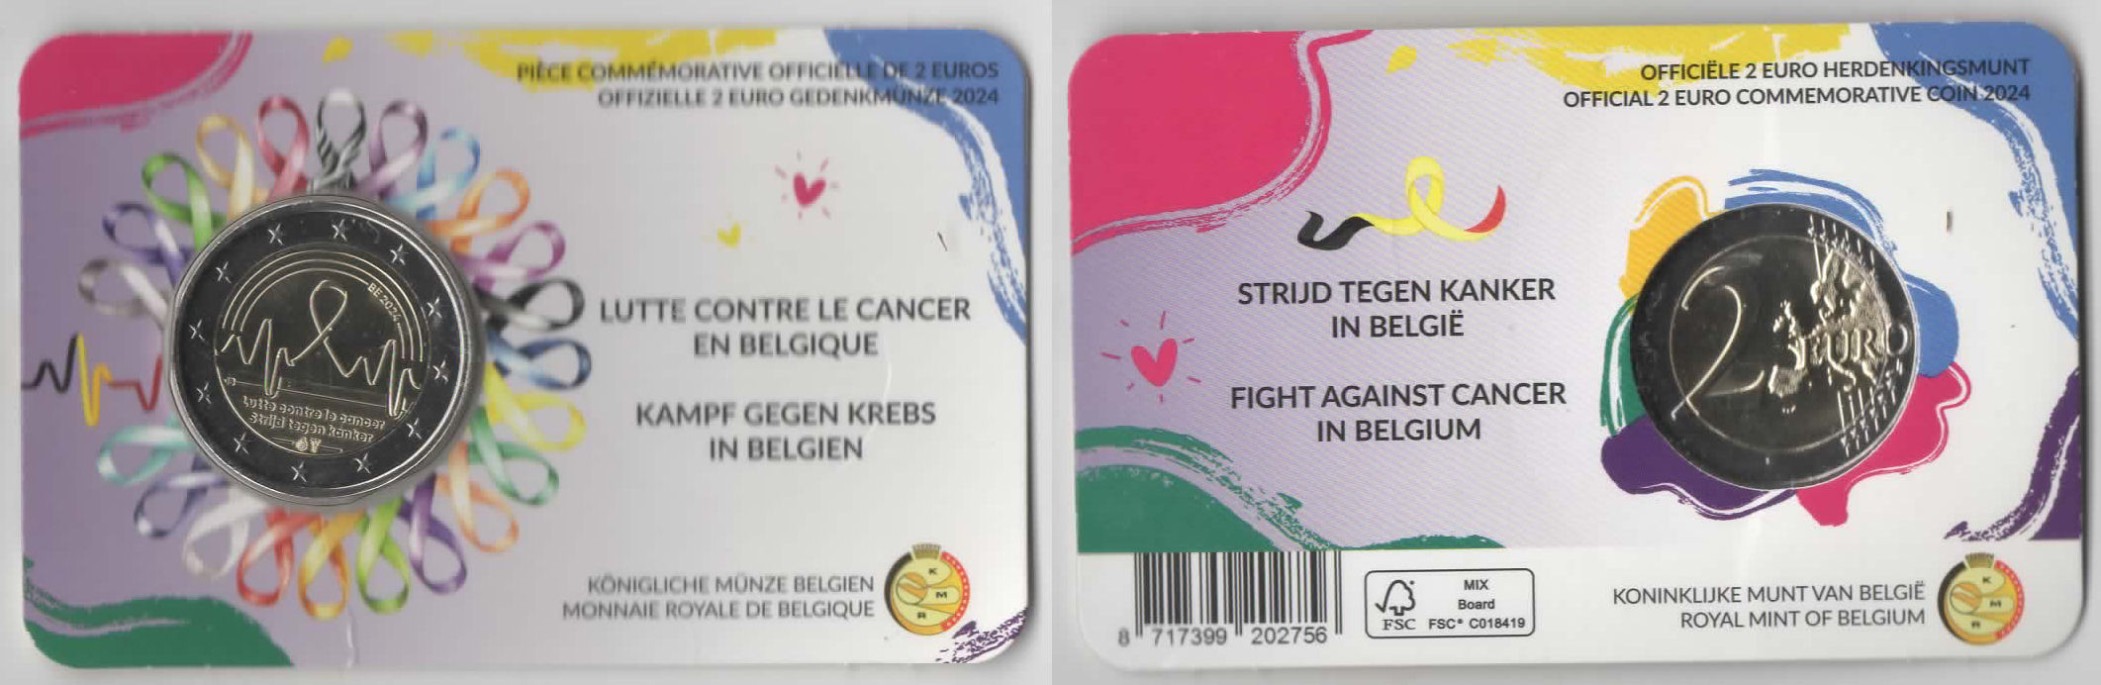 PIÈCE COMMÉMORATIVE OFFICIELLE DE 2 EUROS
OFFIZIELLE 2 EURO GEDENKMÜNZE 2024
BE 2024
Lutte contre le cancer
Strijd tegen kanker
LUTTE CONTRE LE CANCER
EN BELGIQUE
KAMPF GEGEN KREBS
IN BELGIEN
KÖNIGLICHE MÜNZE BELGIEN
MONNAIE ROYALE DE BELGIQUE
K
M
R
OFFICIËLE 2 EURO HERDENKINGSMUNT
OFFICIAL 2 EURO COMMEMORATIVE COIN 2024
STRIJD TEGEN KANKER
IN BELGIË
FIGHT AGAINST CANCER
IN BELGIUM
2 EURO
8 717399 202756
FSC
MIX
Board
FSC® C018419
KONINKLIJKE MUNT VAN BELGIË
ROYAL MINT OF BELGIUM
K
M
R